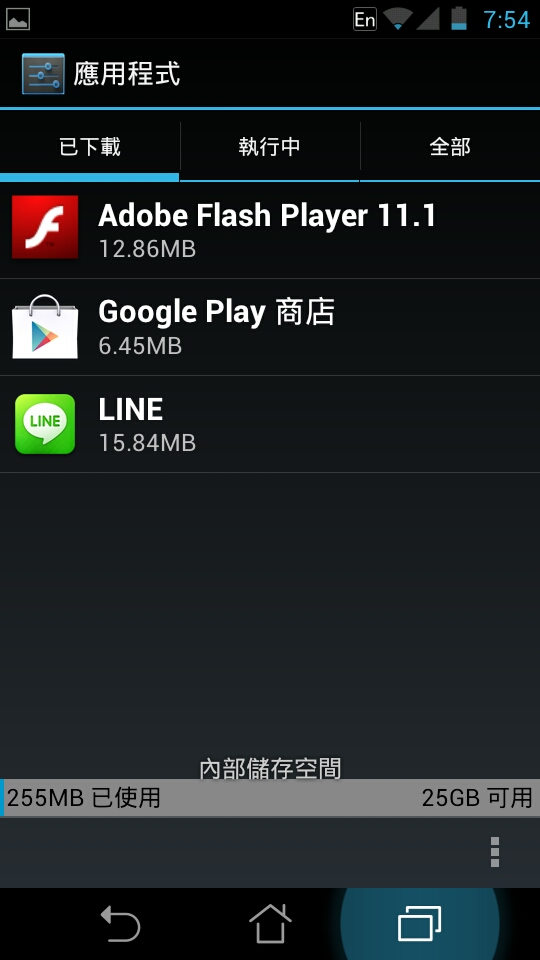 En 7:54
應用程式
已下載 執行中 全部
Adobe Flash Player 11.1
12.86MB
Google Play 商店
6.45MB
LINE
LINE
15.84MB
內部儲存空間
255MB 已使用 25GB 可用